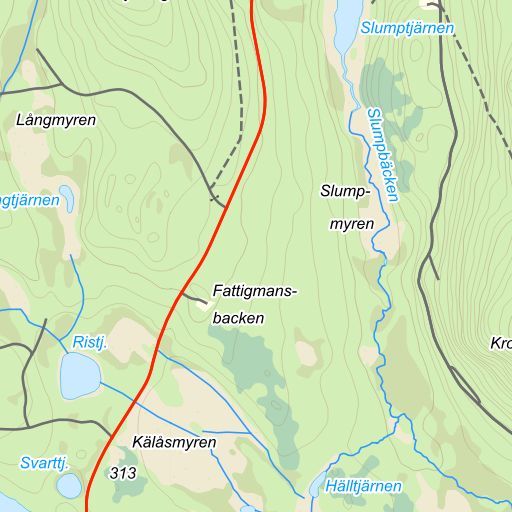 Slumptjärnen
Långmyren
Slumpbäcken
Slump-
myren
Fattigmans-
backen
Ristj.
Kälåsmyren
Svarttj.
313
Hälltjärnen